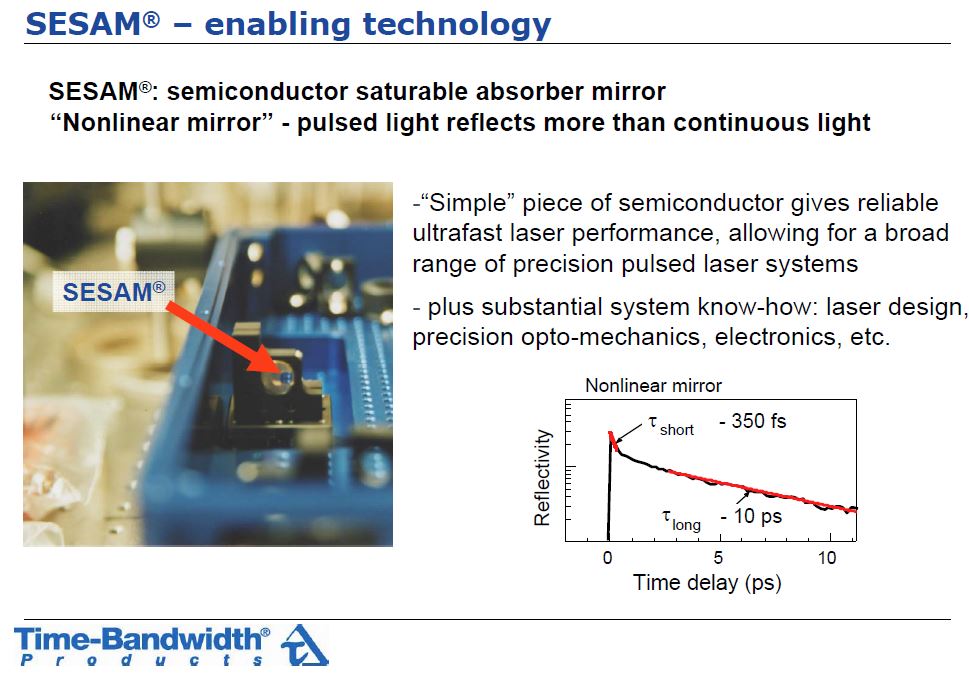 SESAM® – enabling technology
SESAM®: semiconductor saturable absorber mirror
“Nonlinear mirror” - pulsed light reflects more than continuous light
SESAM®
-“Simple” piece of semiconductor gives reliable
ultrafast laser performance, allowing for a broad
range of precision pulsed laser systems
- plus substantial system know-how: laser design,
precision opto-mechanics, electronics, etc.
Nonlinear mirror
τ short - 350 fs
τ long - 10 ps
Reflectivity
0 5 10
Time delay (ps)
Time-Bandwidth®
Products